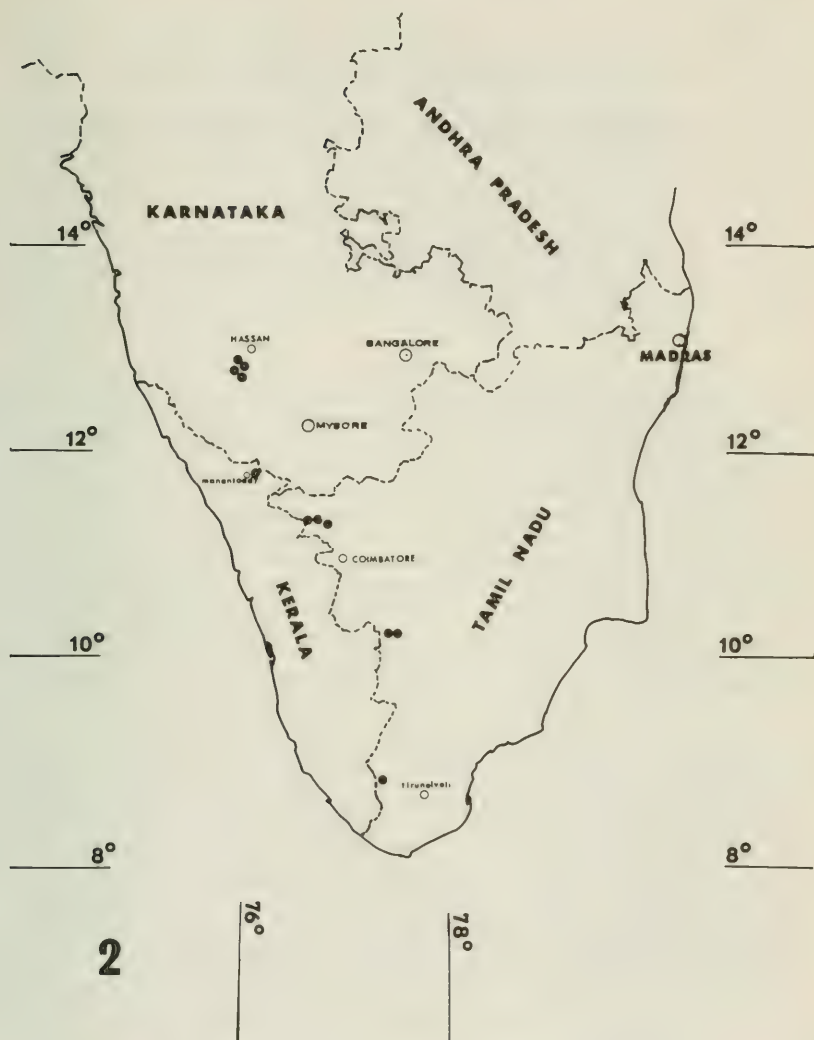 ANDHRA PRADESH
KARNATAKA
14°
14°
HASSAN
BANGALORE
MADRAS
MYSORE
12°
12°
manantoddy
COIMBATORE
TAMIL NADU
KERALA
10°
10°
tirunelveli
8°
8°
76°
78°
2